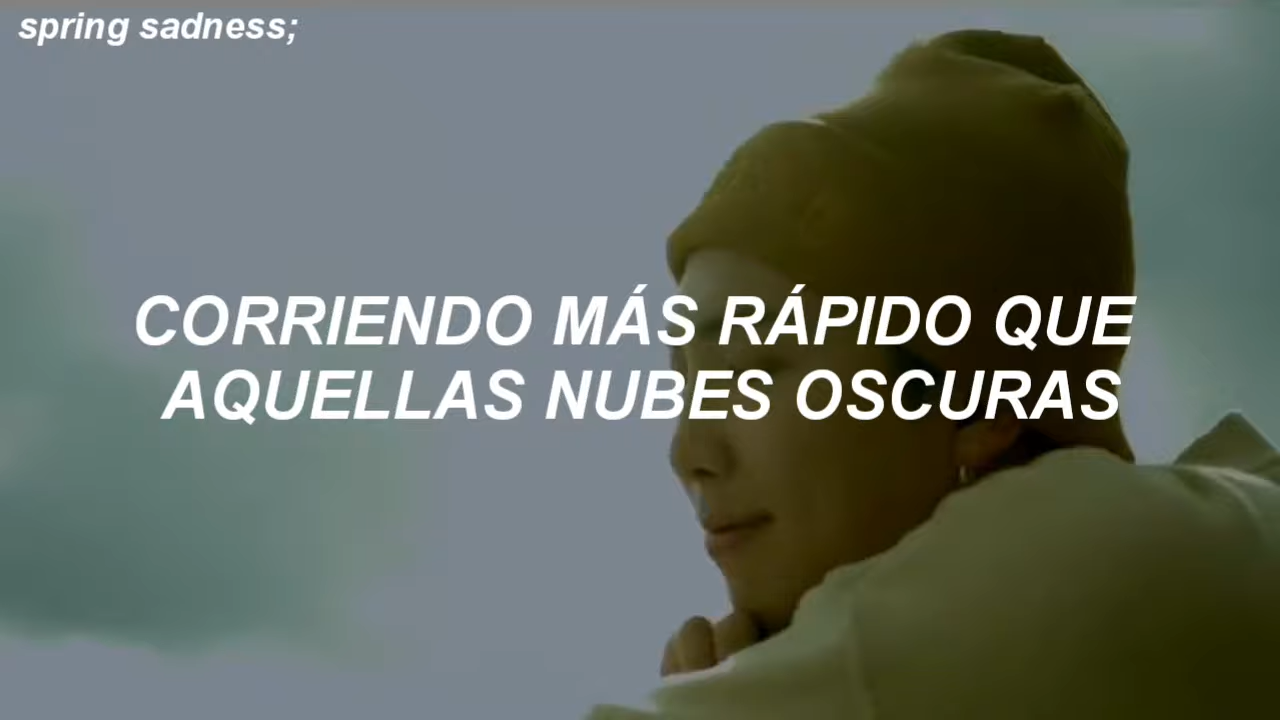 spring sadness;
CORRIENDO MÁS RÁPIDO QUE
AQUELLAS NUBES OSCURAS